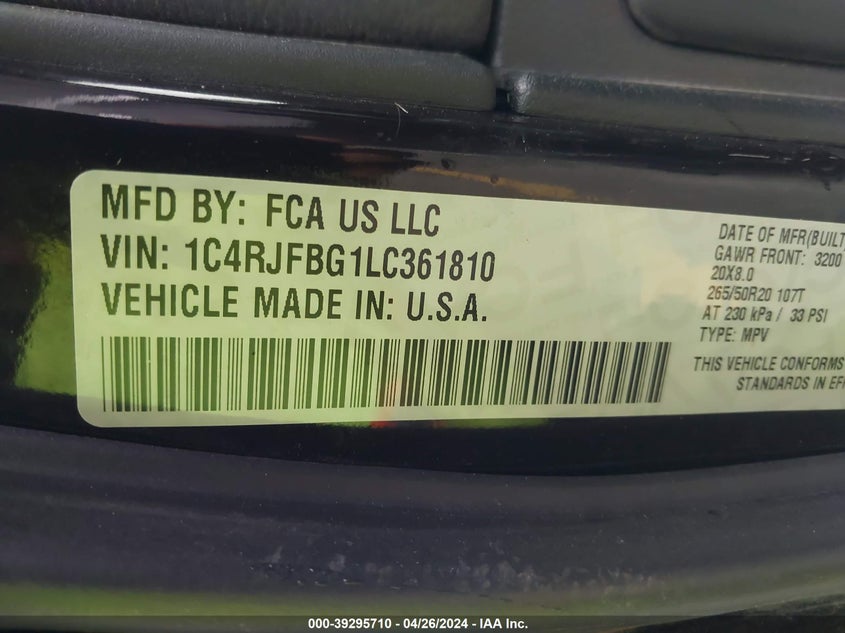 MFD BY: FCA US LLC
VIN: 1C4RJFBG1LC361810
VEHICLE MADE IN: U.S.A.
DATE OF MFR(BUILT
GAWR FRONT: 3200
20X8.0
265/50R20 107T
AT 230 kPa / 33 PSI
TYPE: MPV
THIS VEHICLE CONFORMS
STANDARDS IN EFF
000-39295710 - 04/26/2024 - IAA Inc.